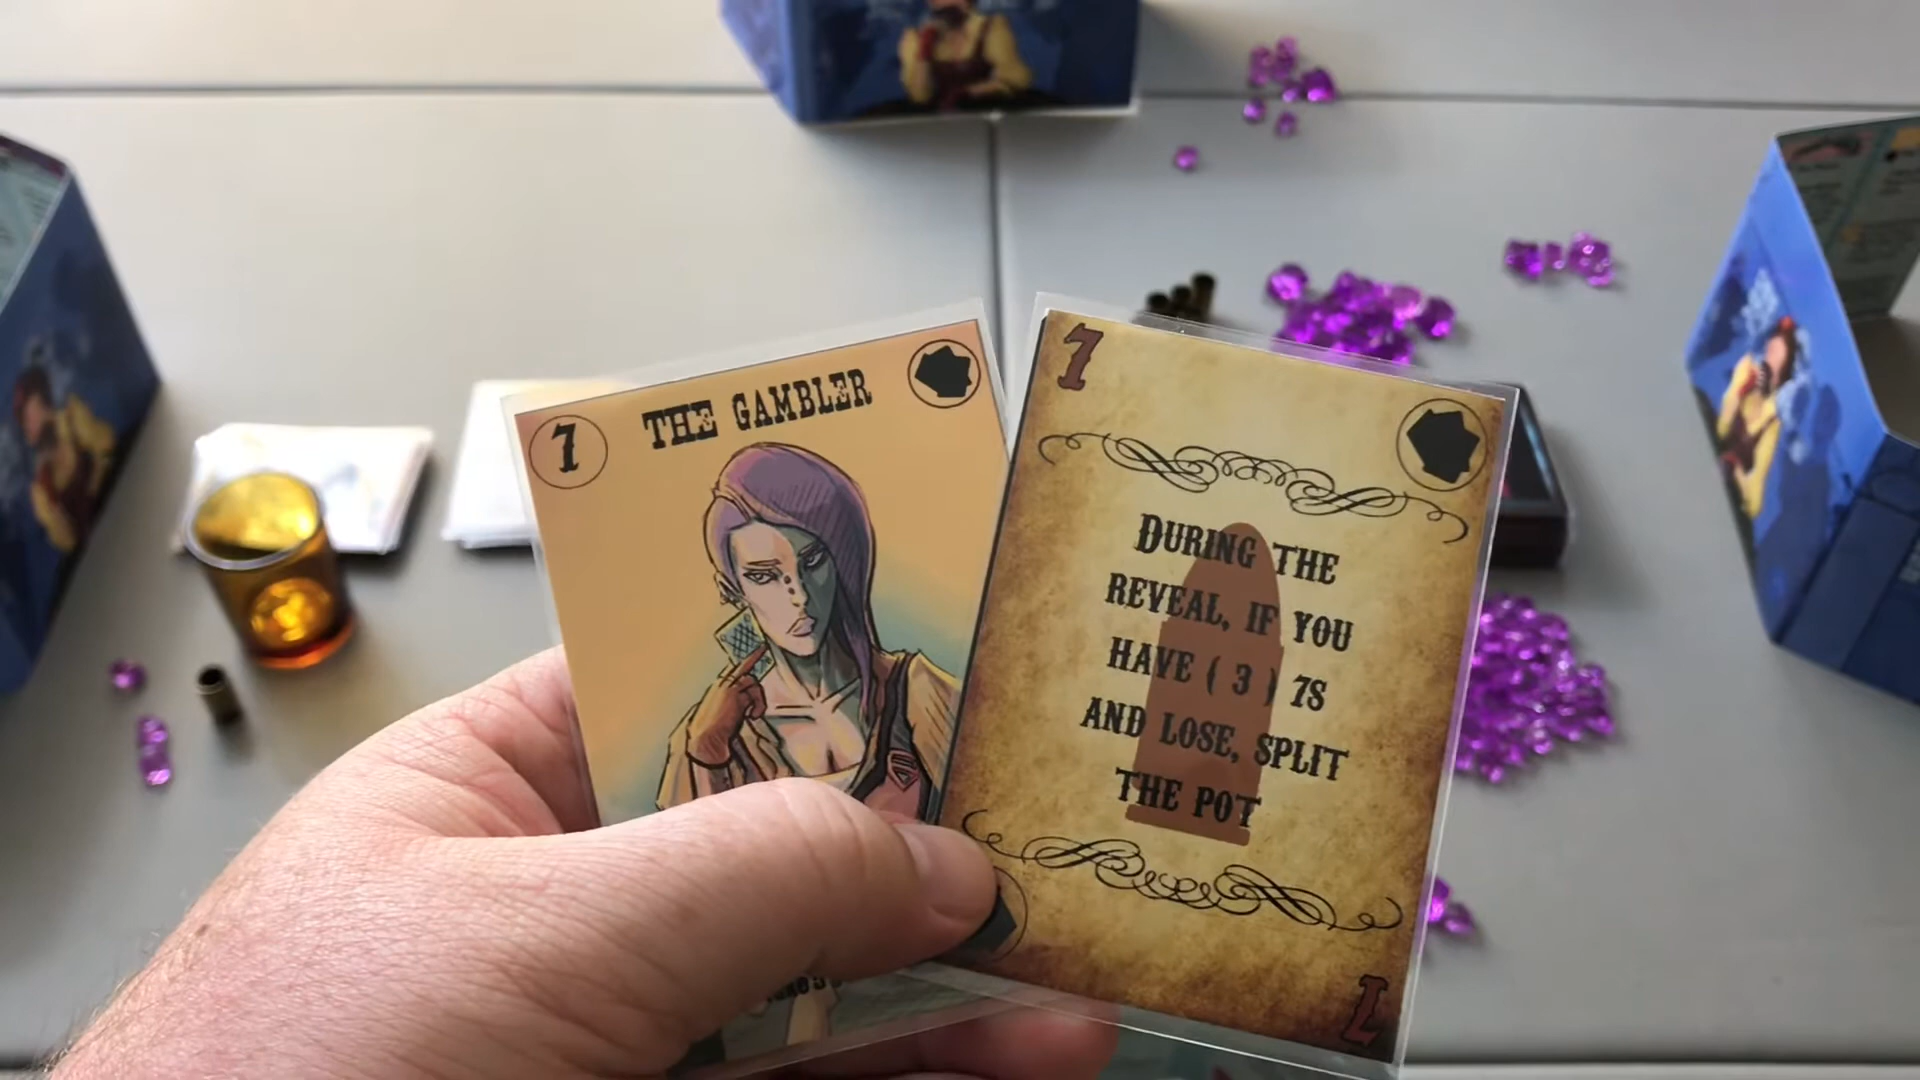 7
THE GAMBLER
7
DURING THE
REVEAL, IF YOU
HAVE ( 3 ) 7S
AND LOSE, SPLIT
THE POT
7